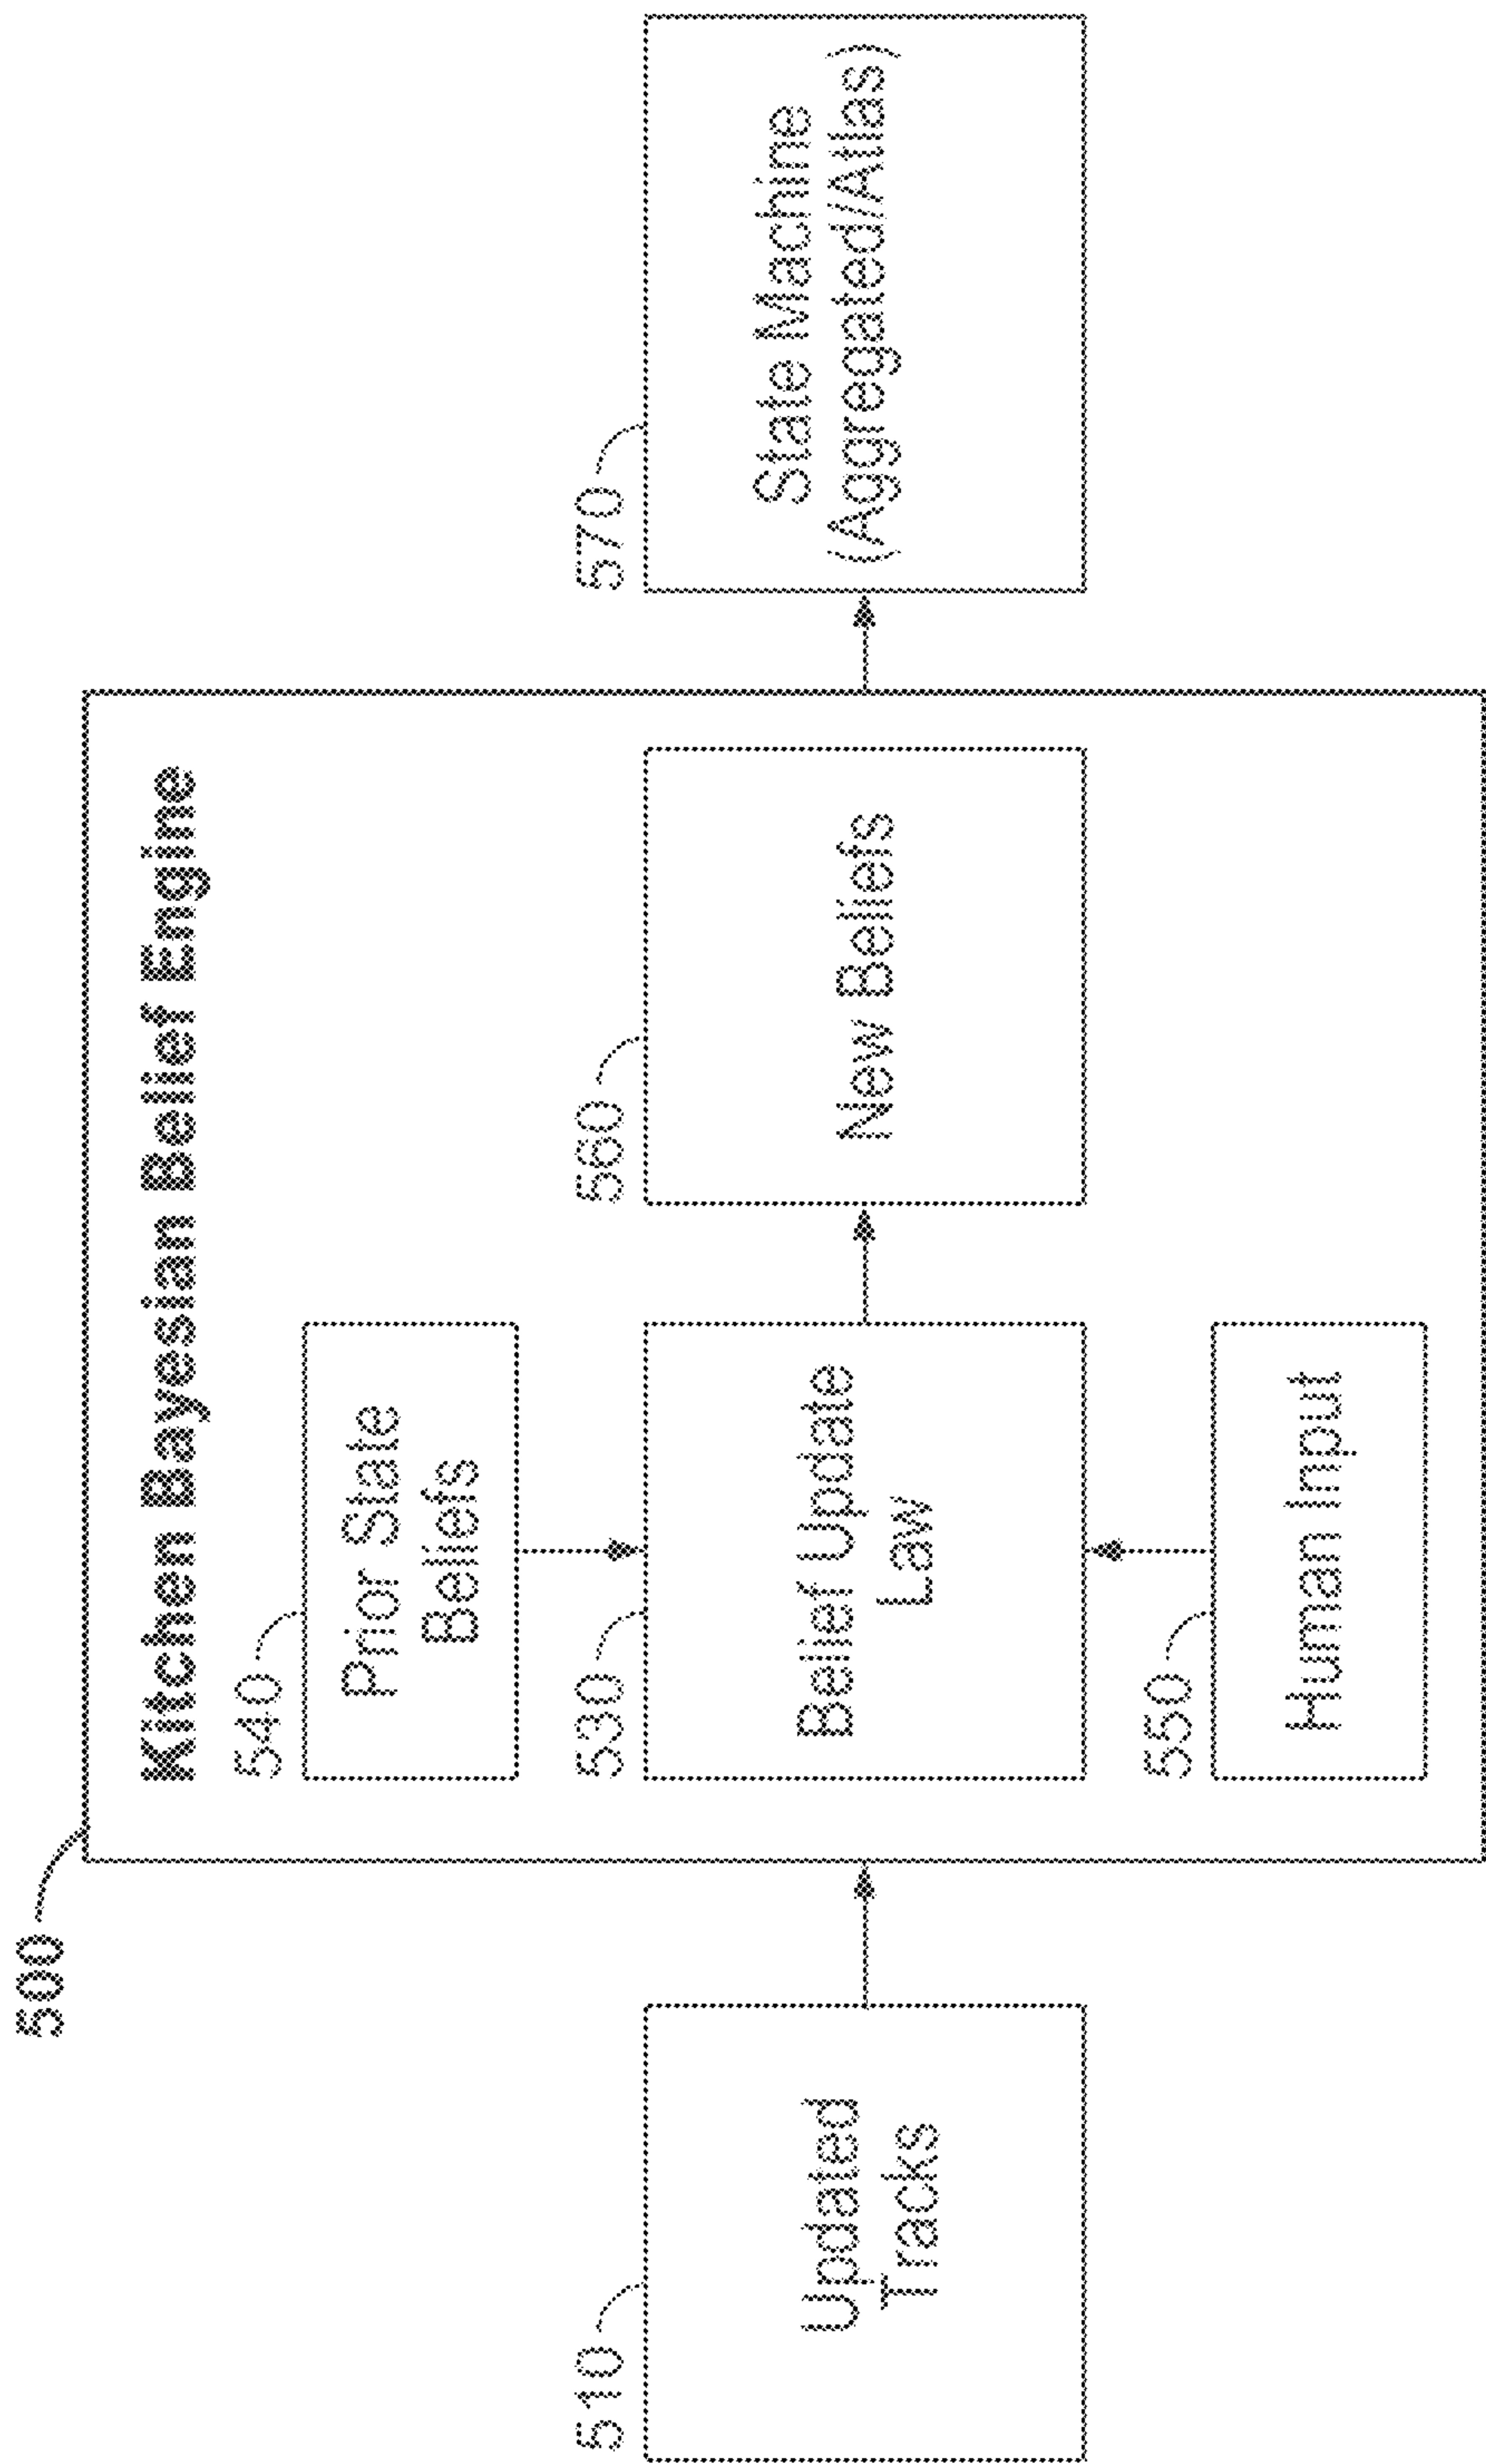 500
Kitchen Bayesian Belief Engine
510
Updated
Tracks
540
Prior State
Beliefs
530
Belief Update
Law
550
Human Input
560
New Beliefs
570
State Machine
(Aggregated/Atlas)